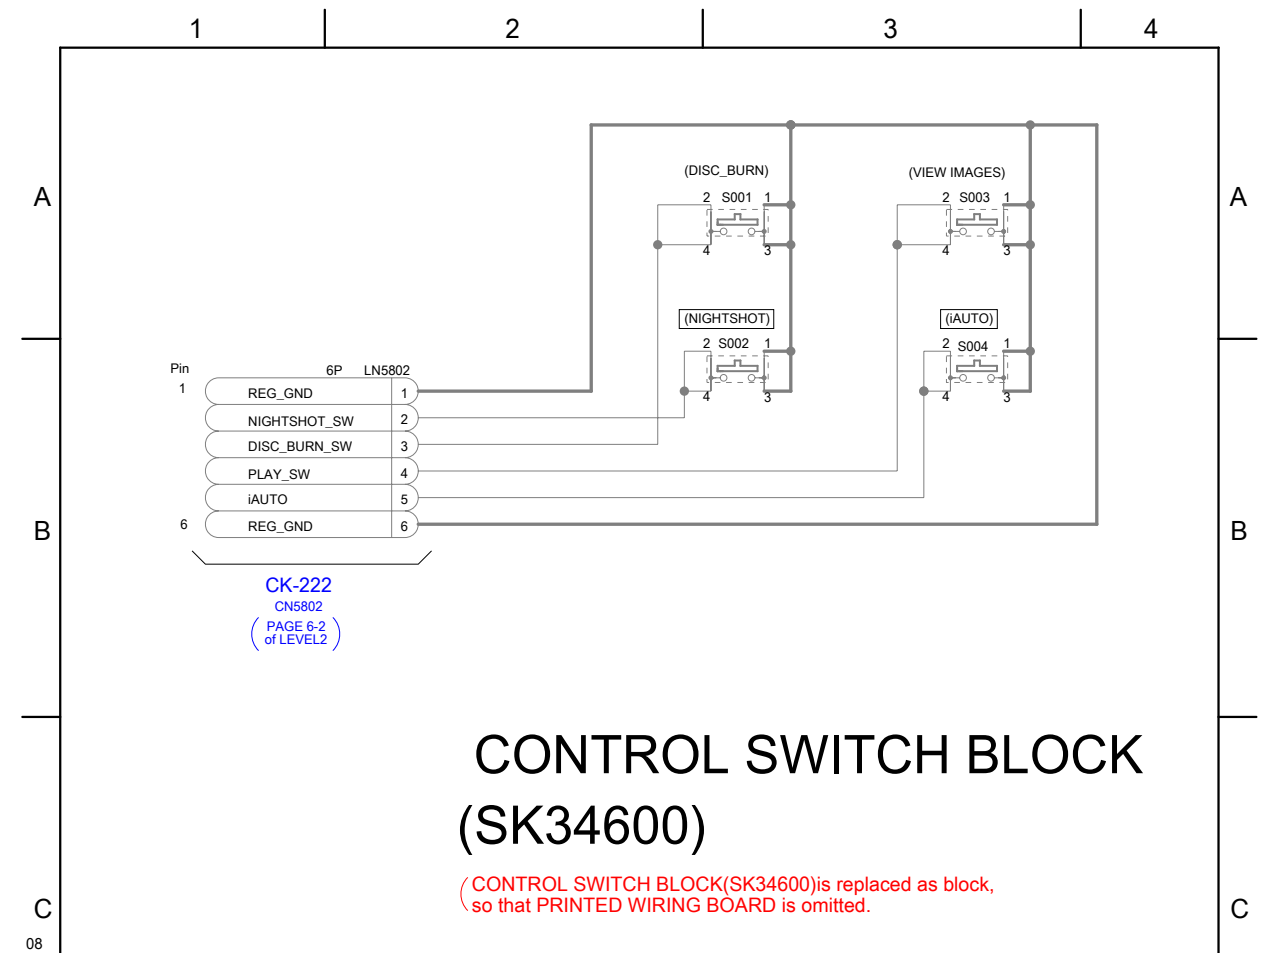 1 2 3 4
(DISC_BURN) (VIEW IMAGES)
A 2 S001 1 2 S003 1 A
4 3 4 3
(NIGHTSHOT) (iAUTO)
2 S002 1 2 S004 1
Pin 6P LN5802
1 REG_GND 1
4 3 4 3
NIGHTSHOT_SW 2
DISC_BURN_SW 3
PLAY_SW 4
iAUTO 5
B 6 REG_GND 6 B
CK-222
CN5802
PAGE 6-2
of LEVEL2
CONTROL SWITCH BLOCK
(SK34600)
(CONTROL SWITCH BLOCK(SK34600)is replaced as block,
so that PRINTED WIRING BOARD is omitted.
C C
08